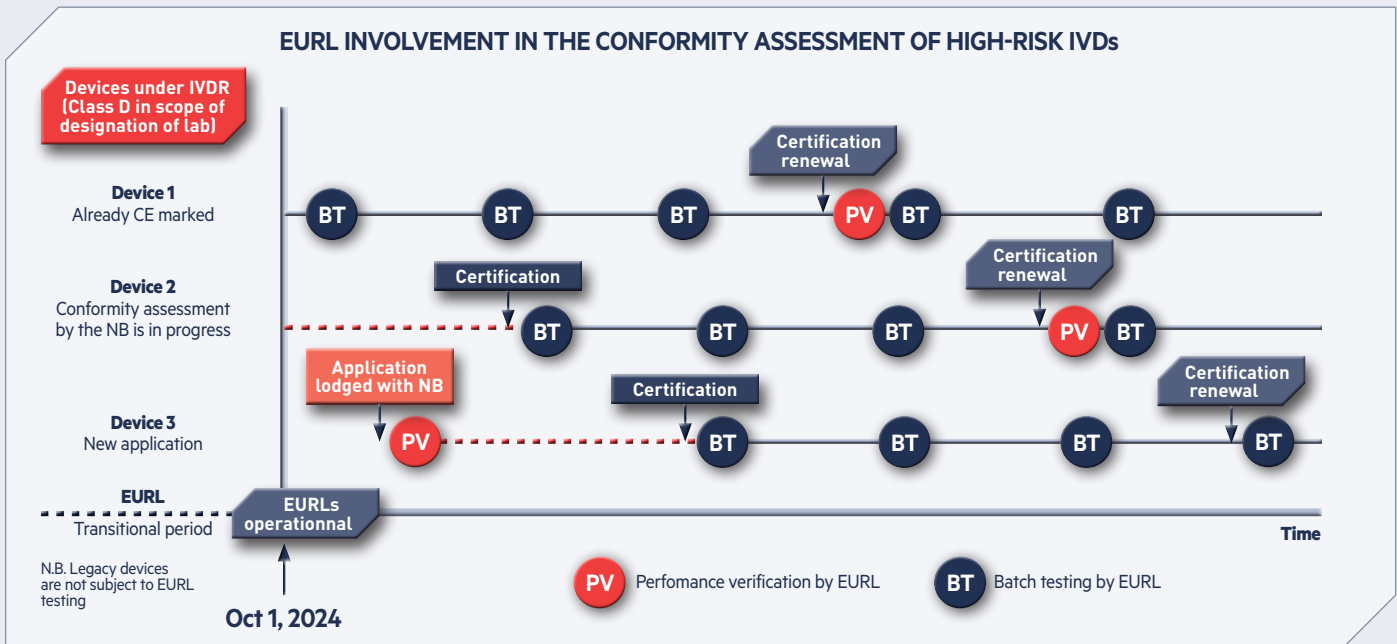 EURL INVOLVEMENT IN THE CONFORMITY ASSESSMENT OF HIGH-RISK IVDs
Devices under IVDR
(Class D in scope of
designation of lab)
Certification
renewal
Device 1
Already CE marked
BT
BT
BT
PV
BT
BT
Certification
Certification
renewal
Device 2
Conformity assessment
by the NB is in progress
BT
BT
BT
PV
BT
Application
lodged with NB
Certification
Certification
renewal
Device 3
New application
PV
BT
BT
BT
BT
EURL
Transitional period
EURLs
operationnal
Time
N.B. Legacy devices
are not subject to EURL
testing
Oct 1, 2024
PV Perfomance verification by EURL
BT Batch testing by EURL